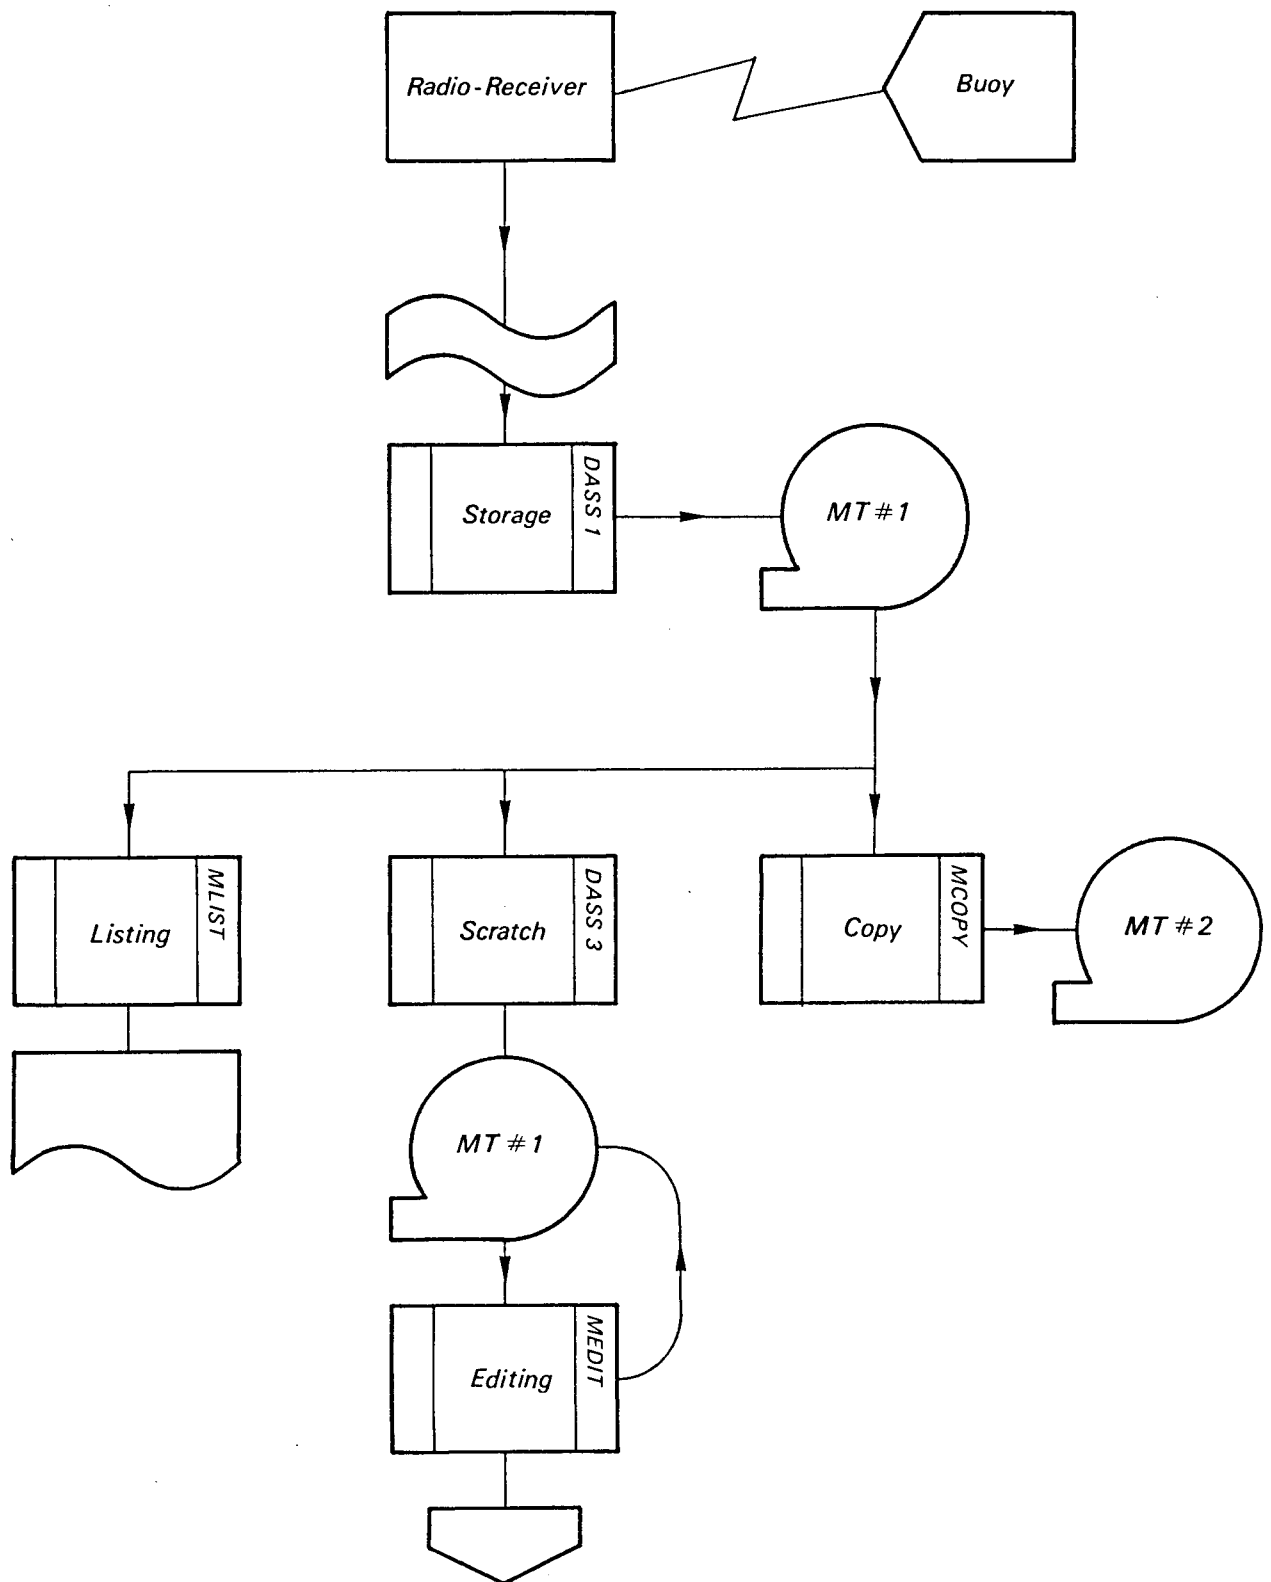 Radio-Receiver
Buoy
Storage
DASS 1
MT #1
Listing
MLIST
Scratch
DASS 3
Copy
MCOPY
MT #2
MT #1
Editing
MEDIT